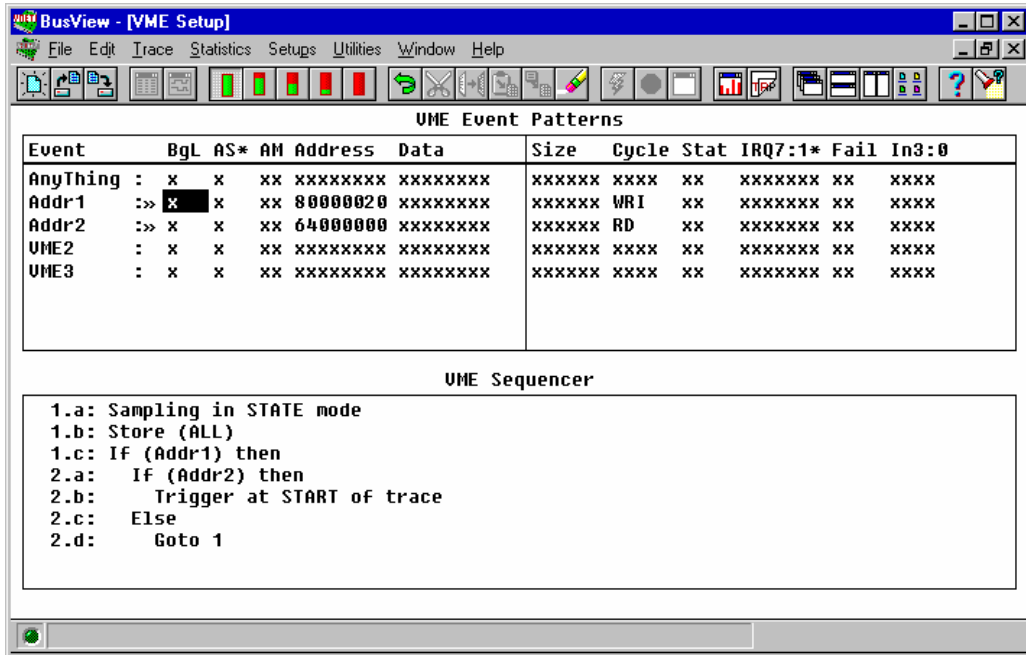 BusView - [VME Setup]
File Edit Trace Statistics Setups Utilities Window Help
VME Event Patterns
Event BgL AS* AM Address Data Size Cycle Stat IRQ7:1* Fail In3:0
AnyThing : x x xx xxxxxxxx xxxxxxxx xxxxxx xxxx xx xxxxxxx xx xxxx
Addr1 :» x x xx 80000020 xxxxxxxx xxxxxx WRI xx xxxxxxx xx xxxx
Addr2 :» x x xx 64000000 xxxxxxxx xxxxxx RD xx xxxxxxx xx xxxx
VME2 : x x xx xxxxxxxx xxxxxxxx xxxxxx xxxx xx xxxxxxx xx xxxx
VME3 : x x xx xxxxxxxx xxxxxxxx xxxxxx xxxx xx xxxxxxx xx xxxx
VME Sequencer
1.a: Sampling in STATE mode
1.b: Store (ALL)
1.c: If (Addr1) then
2.a: If (Addr2) then
2.b: Trigger at START of trace
2.c: Else
2.d: Goto 1